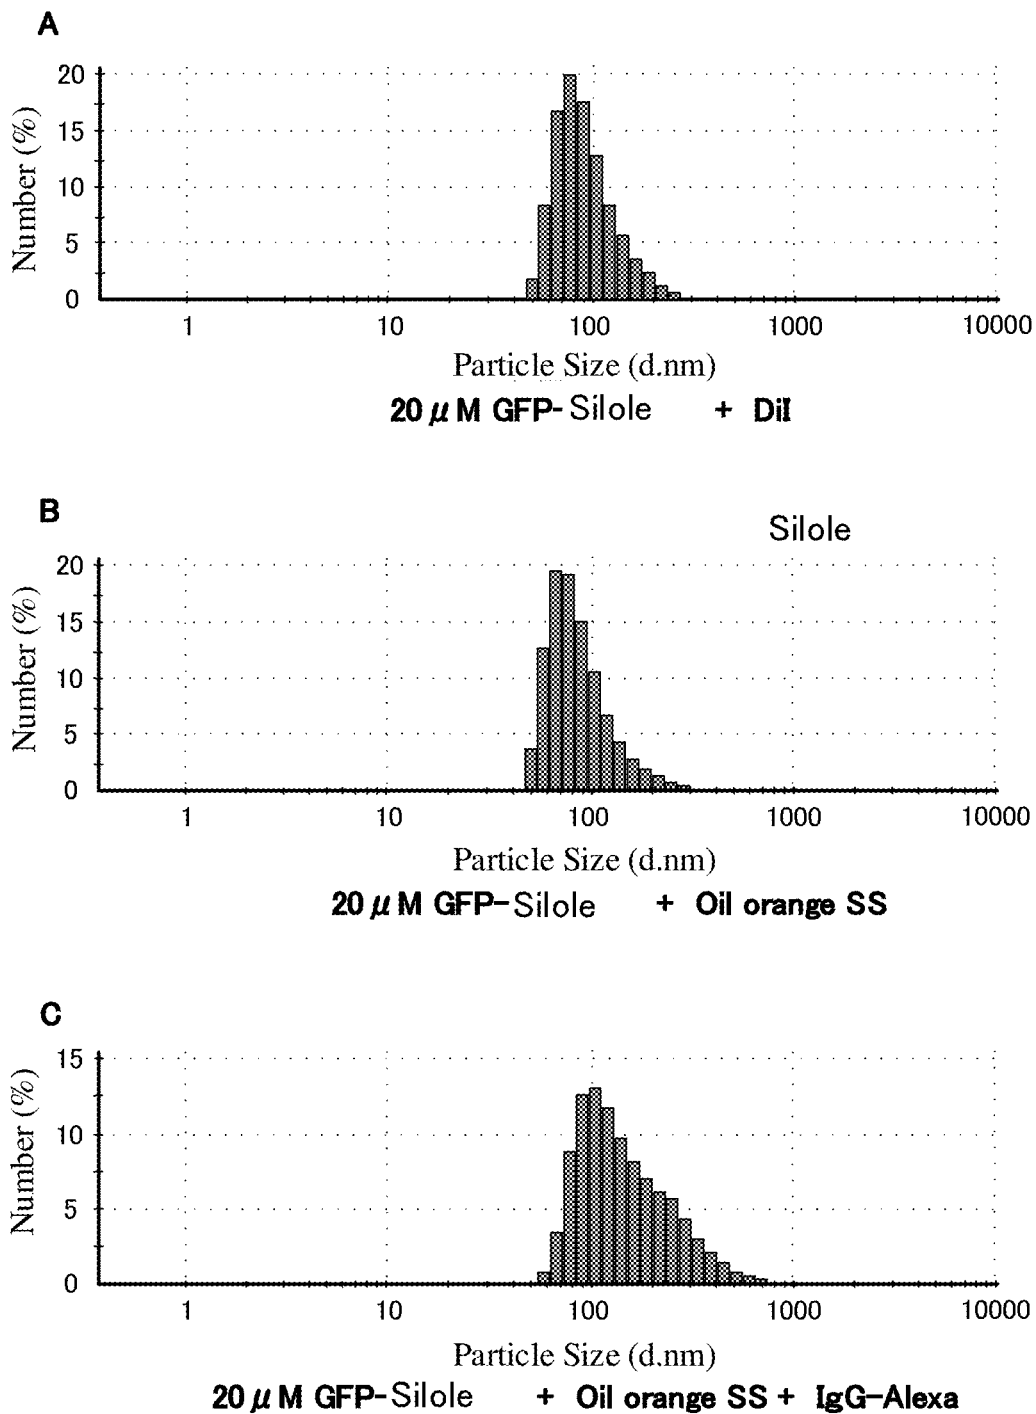 A
Number (%)
20
15
10
5
0
1 10 100 1000 10000
Particle Size (d.nm)
20 μM GFP-Silole + DiI
B
Silole
Number (%)
20
15
10
5
0
1 10 100 1000 10000
Particle Size (d.nm)
20 μM GFP-Silole + Oil orange SS
C
Number (%)
15
10
5
0
1 10 100 1000 10000
Particle Size (d.nm)
20 μM GFP-Silole + Oil orange SS + IgG-Alexa